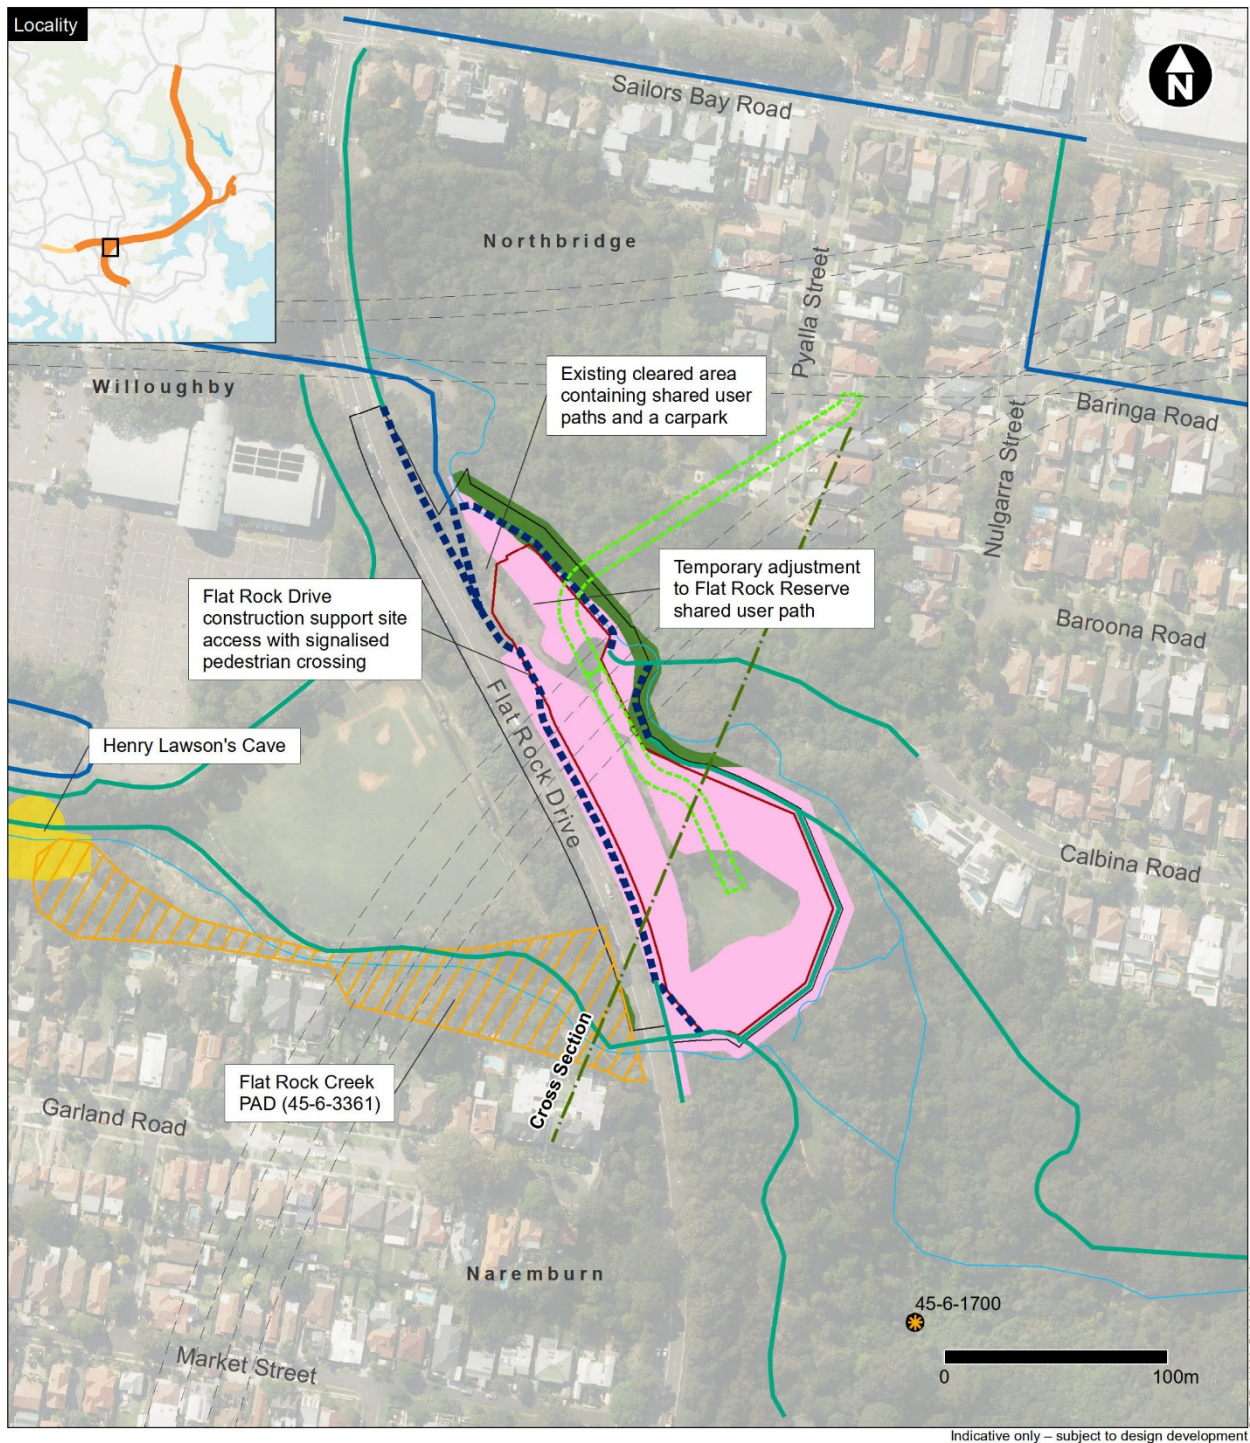 Locality
N
Sailors Bay Road
Northbridge
Pyalla Street
Willoughby
Existing cleared area
containing shared user
paths and a carpark
Baringa Road
Nulgarra Street
Temporary adjustment
to Flat Rock Reserve
shared user path
Flat Rock Drive
construction support site
access with signalised
pedestrian crossing
Baroona Road
Flat Rock Drive
Henry Lawson's Cave
Calbina Road
Cross Section
Flat Rock Creek
PAD (45-6-3361)
Garland Road
Naremburn
45-6-1700
Market Street
0 100m
Indicative only – subject to design development